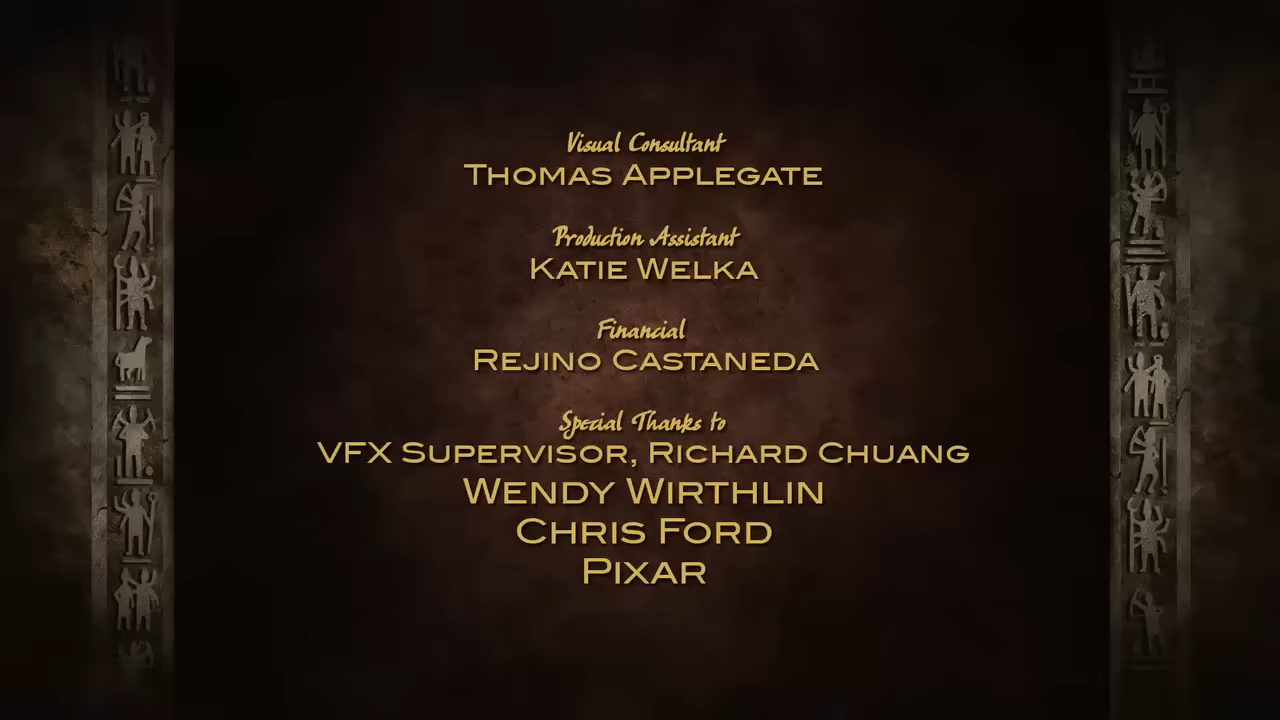 Visual Consultant
THOMAS APPLEGATE
Production Assistant
KATIE WELKA
Financial
REJINO CASTANEDA
Special Thanks to
VFX SUPERVISOR, RICHARD CHUANG
WENDY WIRTHLIN
CHRIS FORD
PIXAR